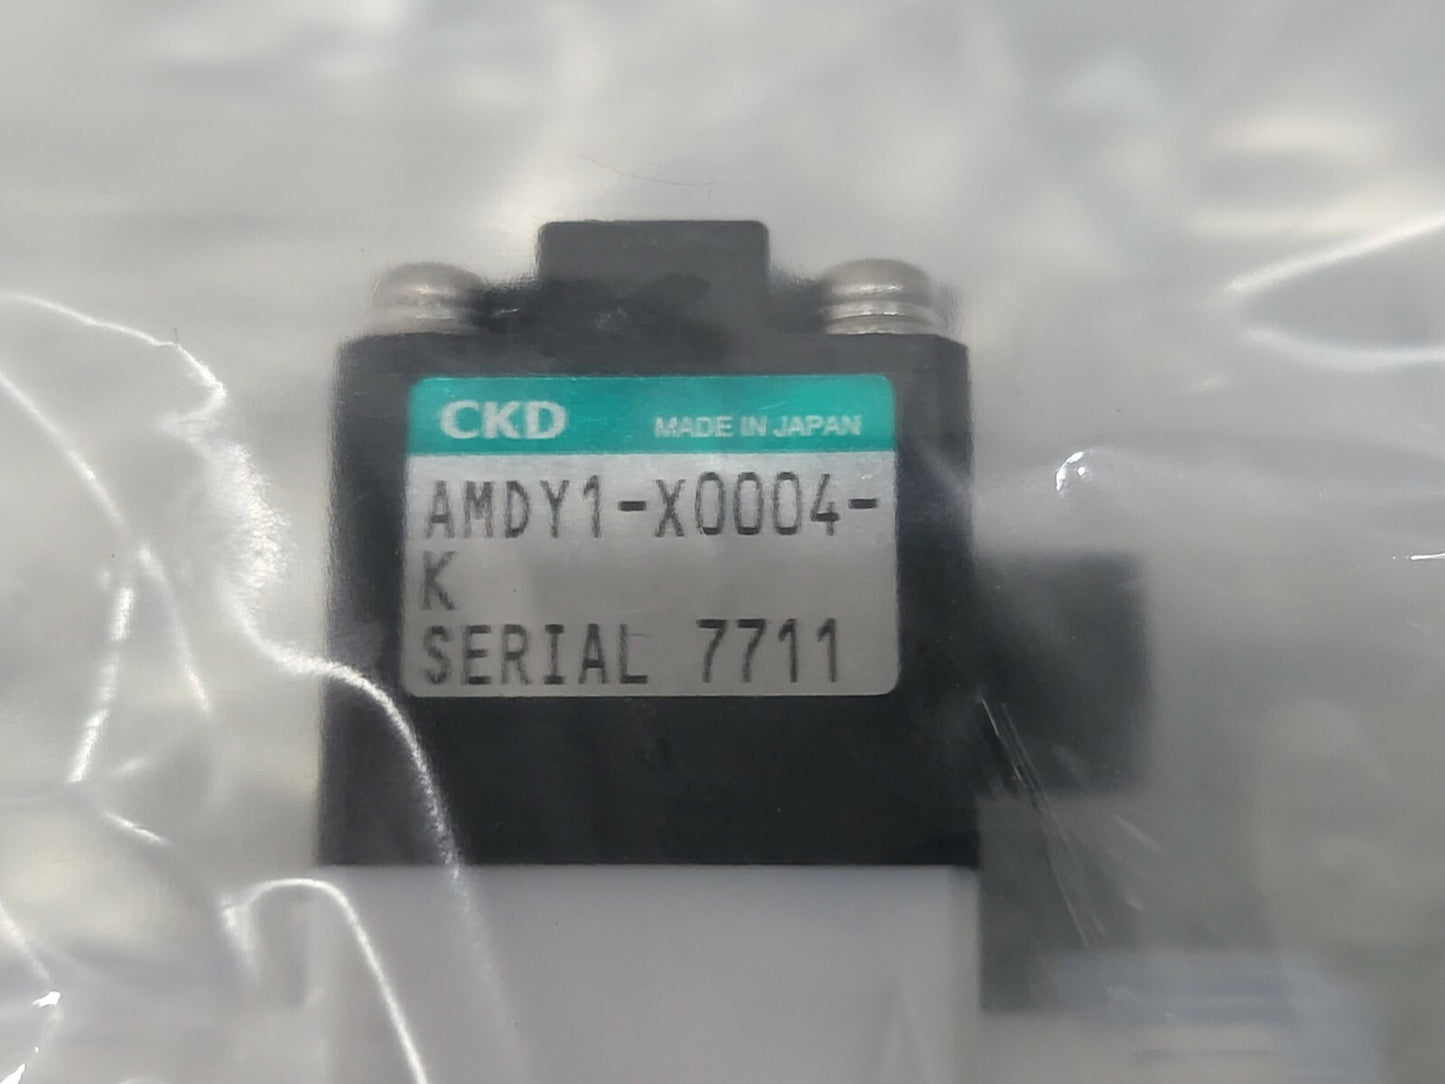 CKD MADE IN JAPAN
AMDY1-X0004-
K
SERIAL 7711